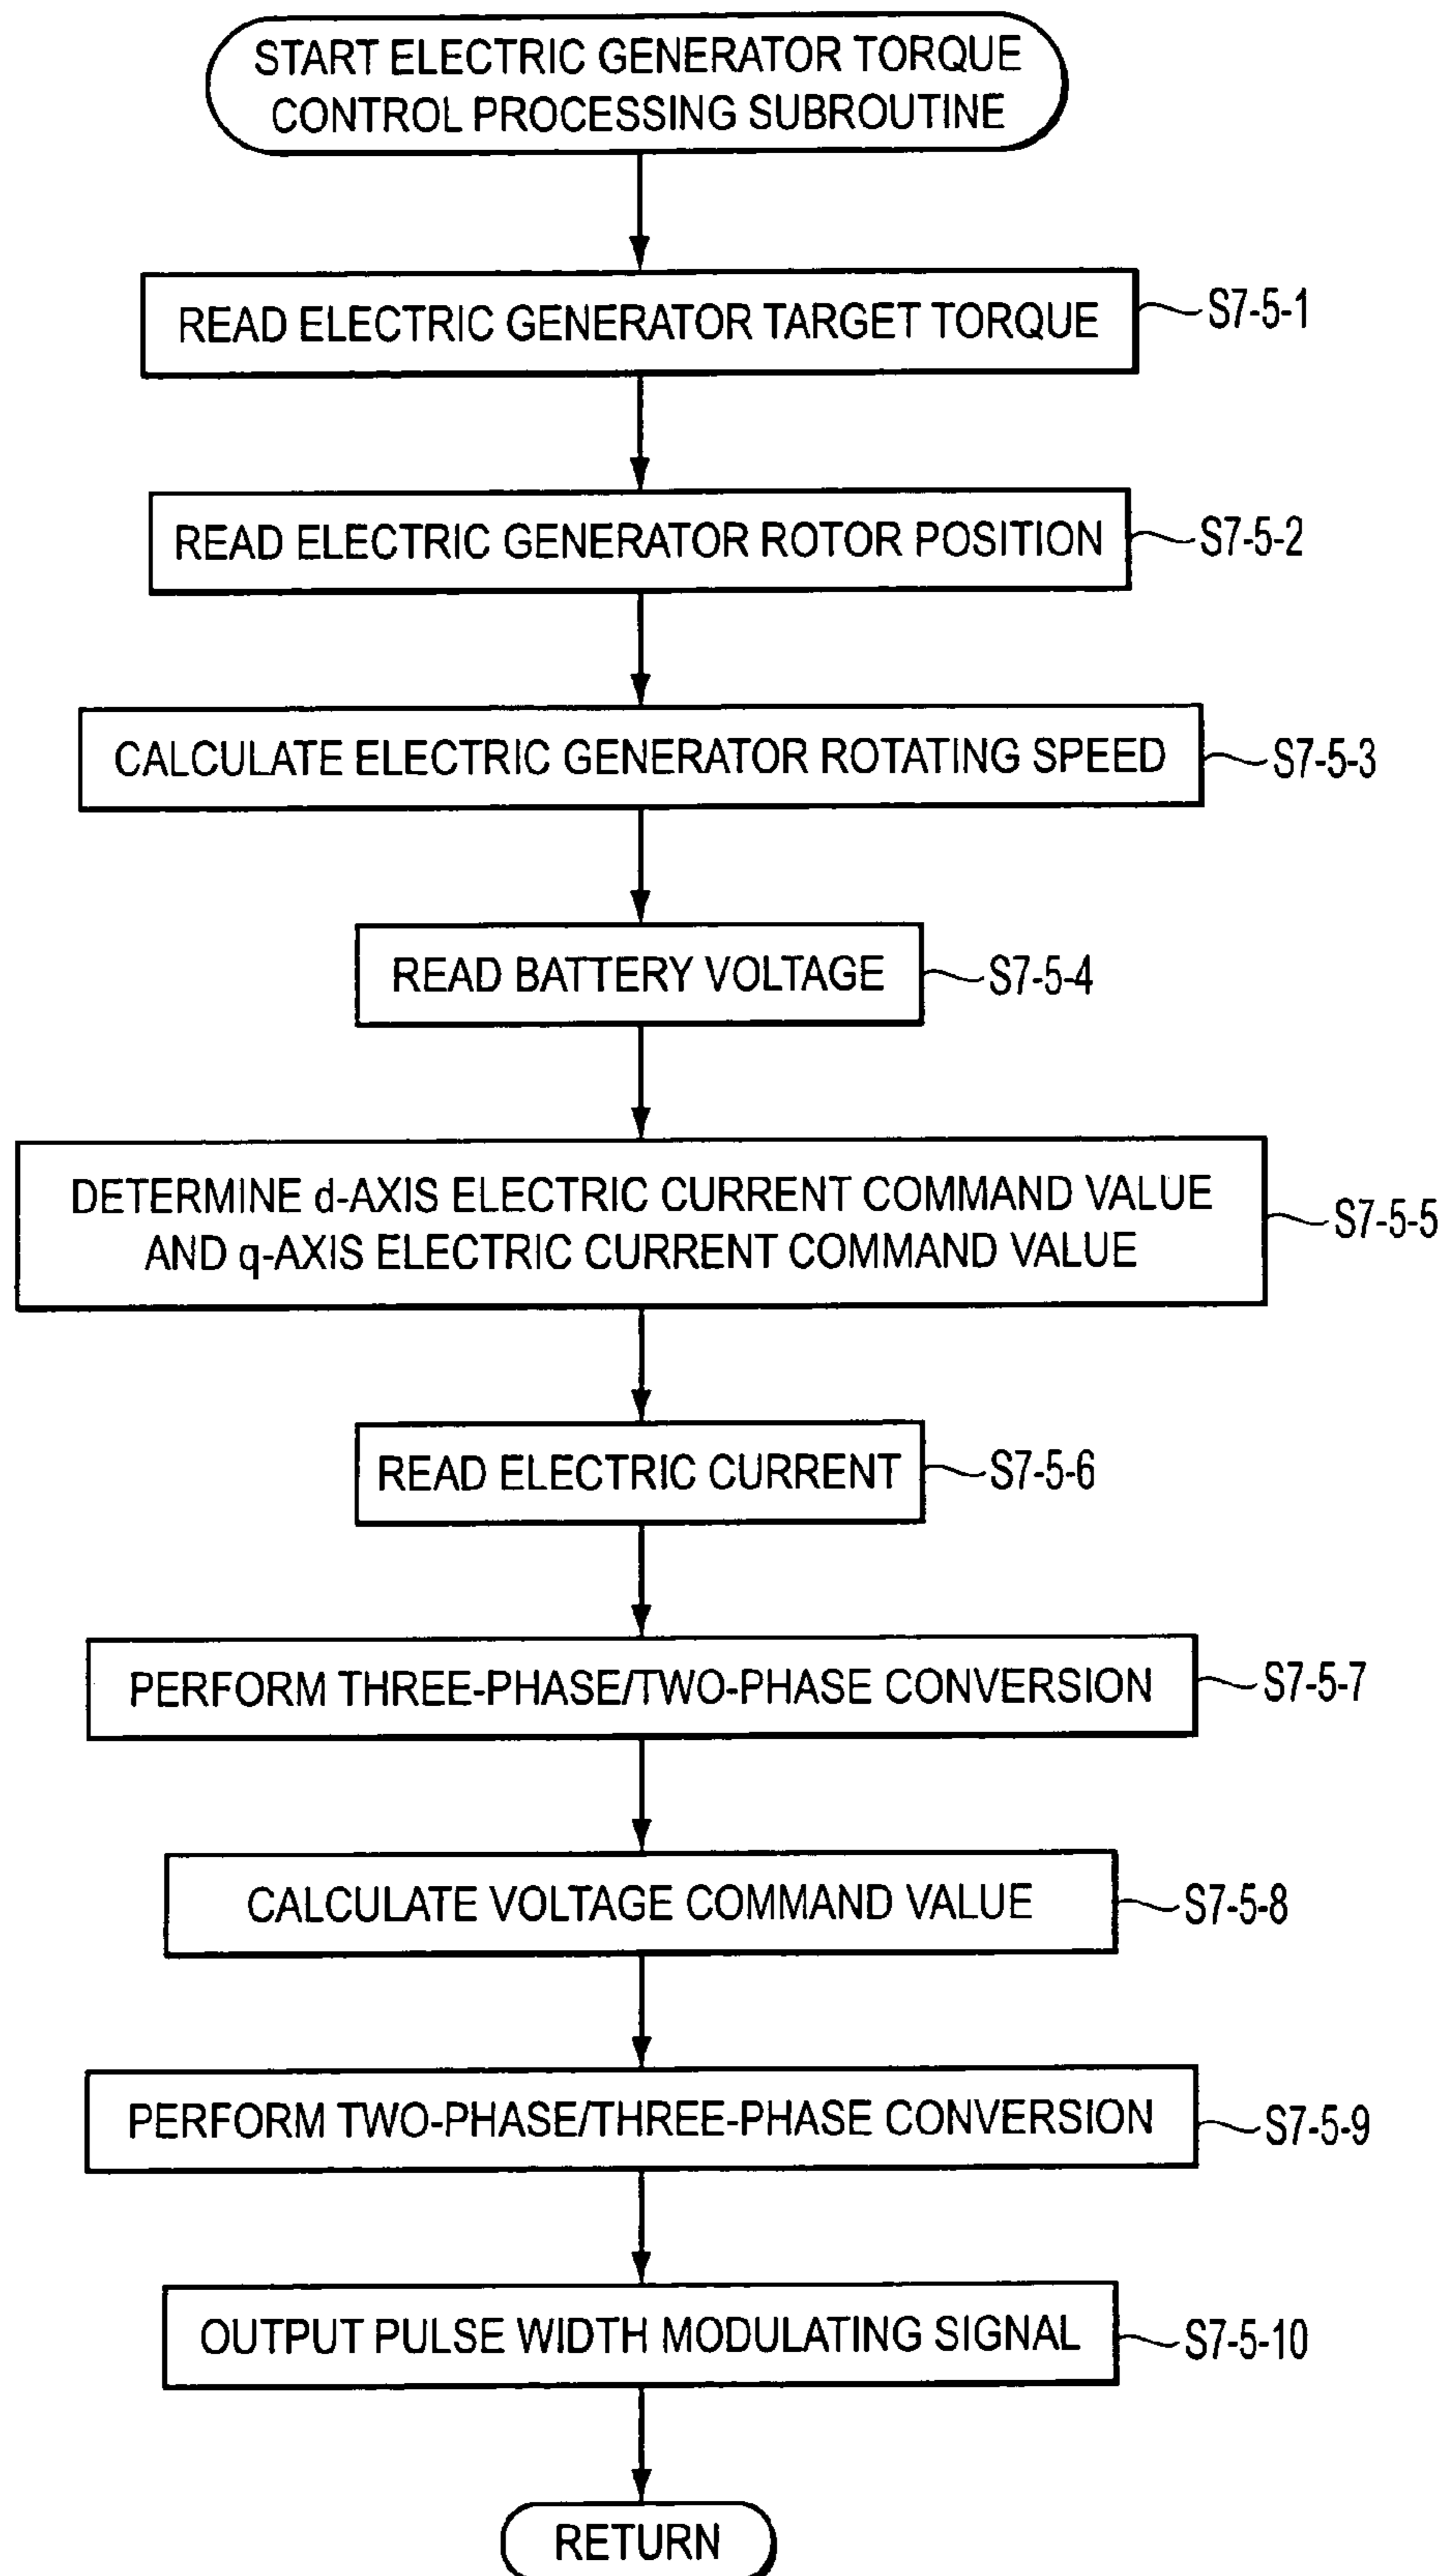 START ELECTRIC GENERATOR TORQUE
CONTROL PROCESSING SUBROUTINE
READ ELECTRIC GENERATOR TARGET TORQUE
S7-5-1
READ ELECTRIC GENERATOR ROTOR POSITION
S7-5-2
CALCULATE ELECTRIC GENERATOR ROTATING SPEED
S7-5-3
READ BATTERY VOLTAGE
S7-5-4
DETERMINE d-AXIS ELECTRIC CURRENT COMMAND VALUE
AND q-AXIS ELECTRIC CURRENT COMMAND VALUE
S7-5-5
READ ELECTRIC CURRENT
S7-5-6
PERFORM THREE-PHASE/TWO-PHASE CONVERSION
S7-5-7
CALCULATE VOLTAGE COMMAND VALUE
S7-5-8
PERFORM TWO-PHASE/THREE-PHASE CONVERSION
S7-5-9
OUTPUT PULSE WIDTH MODULATING SIGNAL
S7-5-10
RETURN